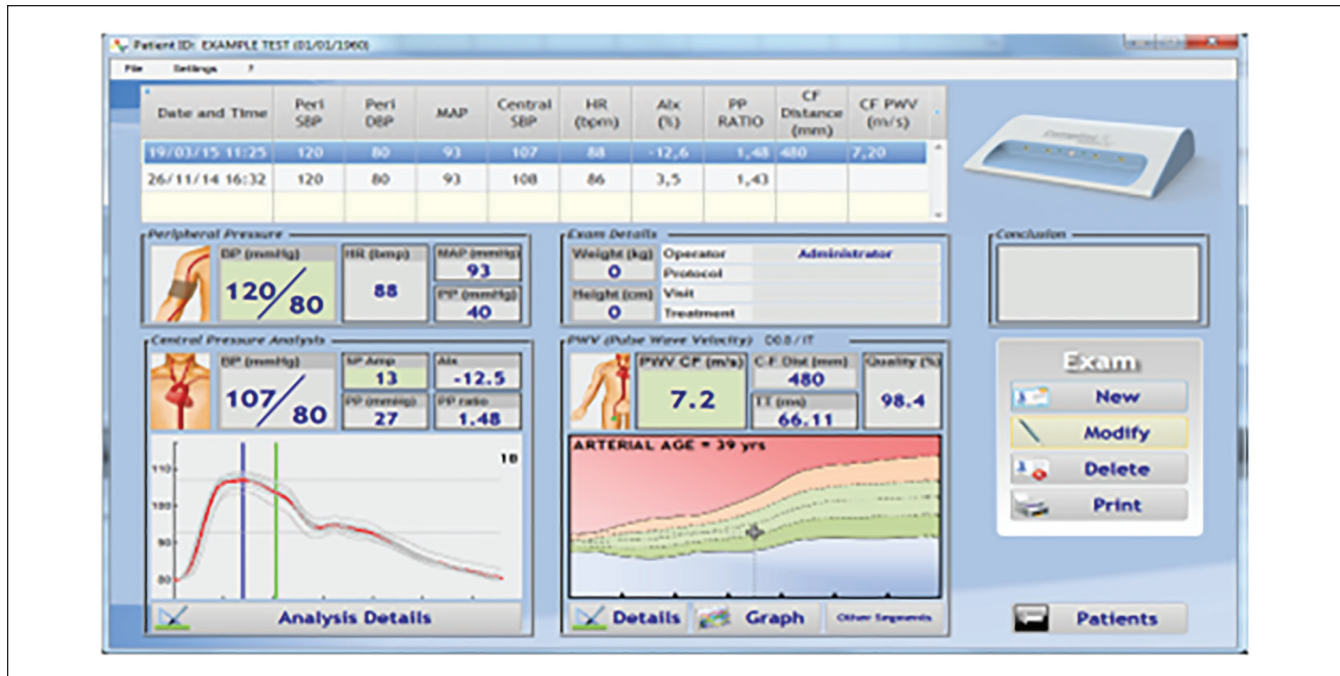 Patient ID: EXAMPLE TEST (01/01/1960)
File Settings ?
Date and Time Peri SBP Peri DBP MAP Central SBP HR (bpm) AIx (%) PP RATIO CF Distance (mm) CF PWV (m/s)
19/03/15 11:25 120 80 93 107 88 -12,6 1,48 480 7,20
26/11/14 16:32 120 80 93 108 86 3,5 1,43
Peripheral Pressure
BP (mmHg) HR (bmp) MAP (mmHg)
120/80 88 93
PP (mmHg)
40
Exam Details
Weight (kg) Operator Administrator
0 Protocol
Height (cm) Visit
0 Treatment
Conclusion
Central Pressure Analysis
BP (mmHg) SP Amp AIx
107/80 13 -12.5
PP (mmHg) PP ratio
27 1.48
PWV (Pulse Wave Velocity) D0.8/IT
PWV CF (m/s) C-F Dist (mm) Quality (%)
7.2 480 98.4
TT (ms)
66.11
10
110
100
90
80
Analysis Details
ARTERIAL AGE = 39 yrs
Details Graph Other Segments
Exam
New
Modify
Delete
Print
Patients